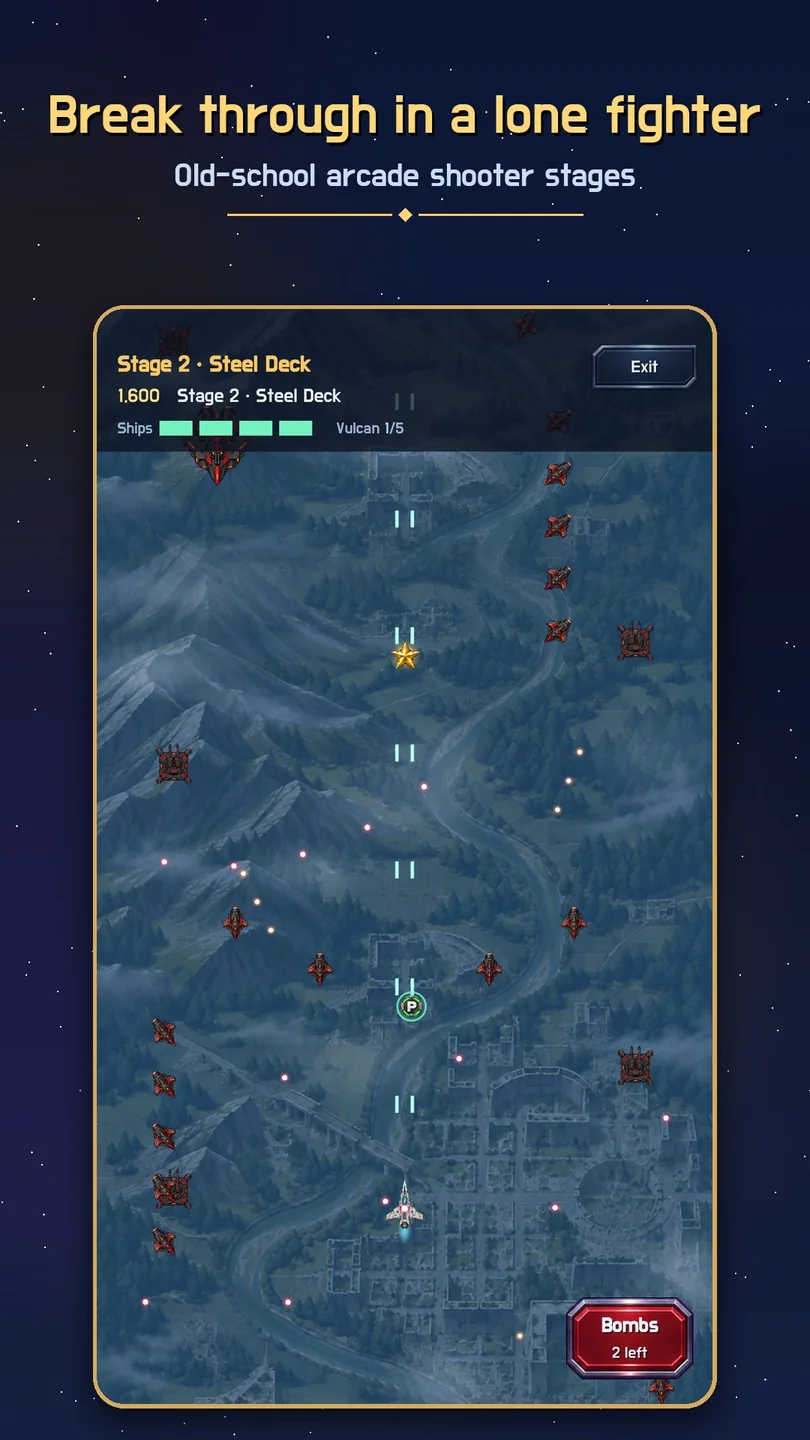 Break through in a lone fighter
Old-school arcade shooter stages
Stage 2 · Steel Deck
Exit
1,600 Stage 2 · Steel Deck
Ships Vulcan 1/5
P
Bombs
2 left